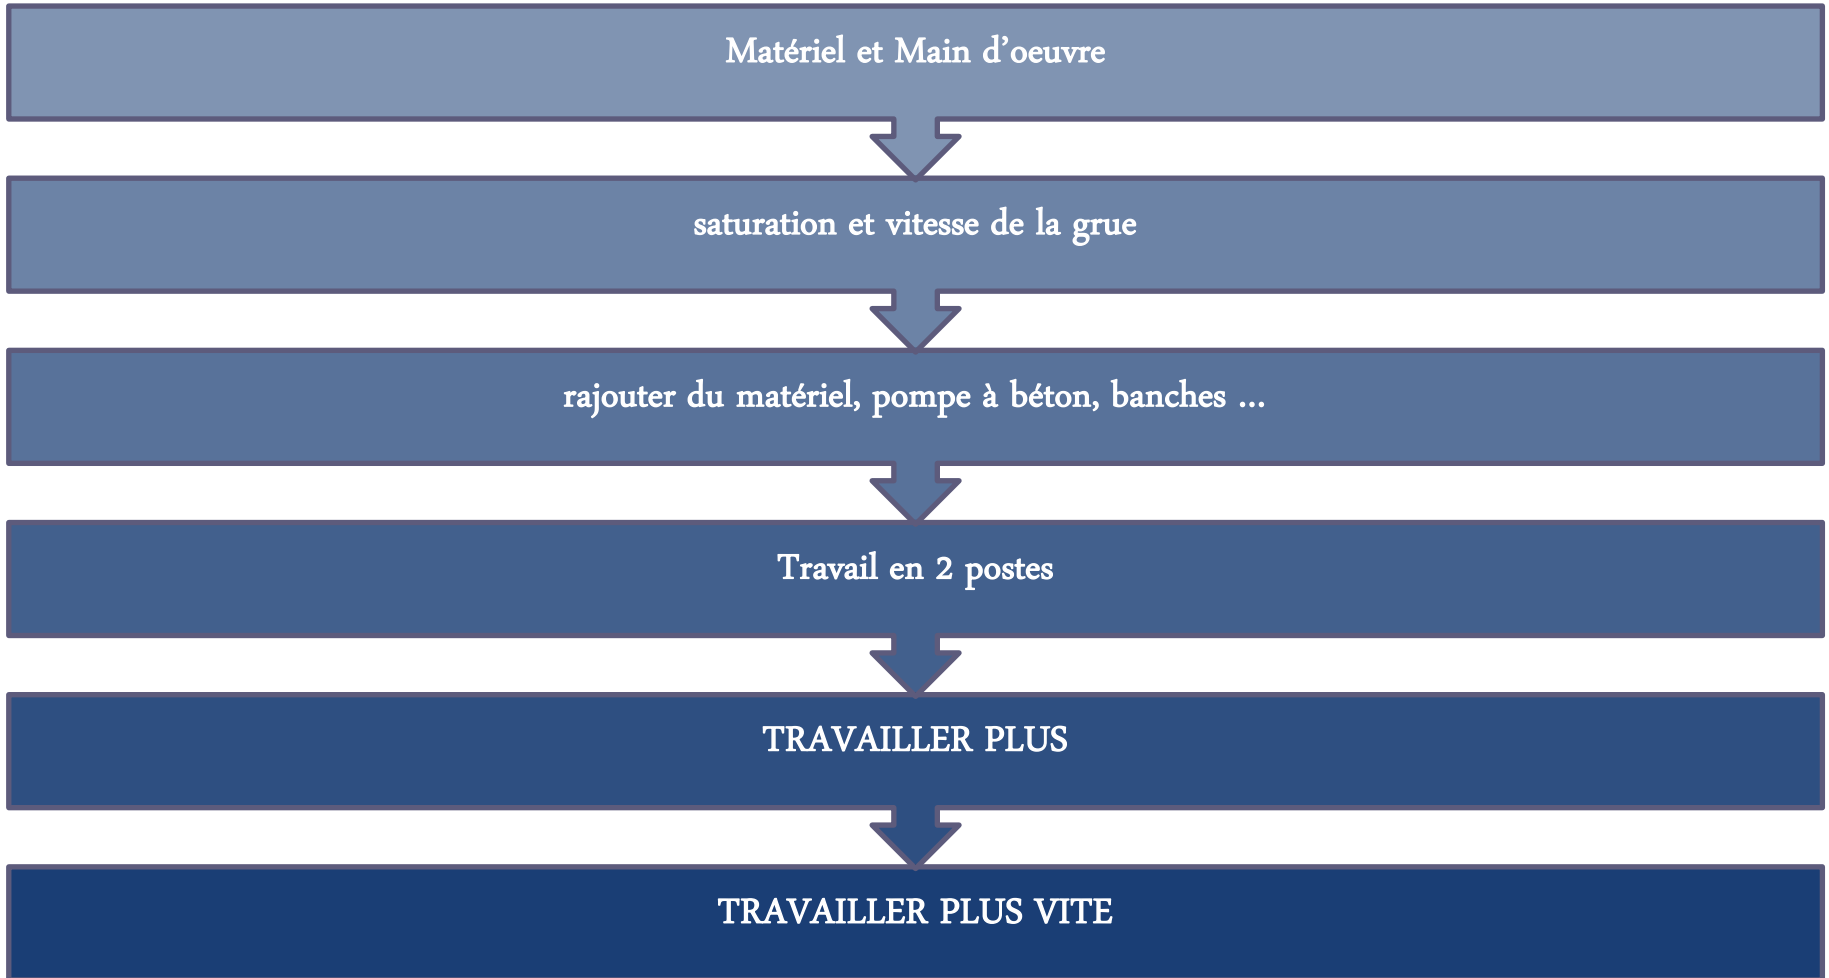 Matériel et Main d’oeuvre
saturation et vitesse de la grue
rajouter du matériel, pompe à béton, banches ...
Travail en 2 postes
TRAVAILLER PLUS
TRAVAILLER PLUS VITE